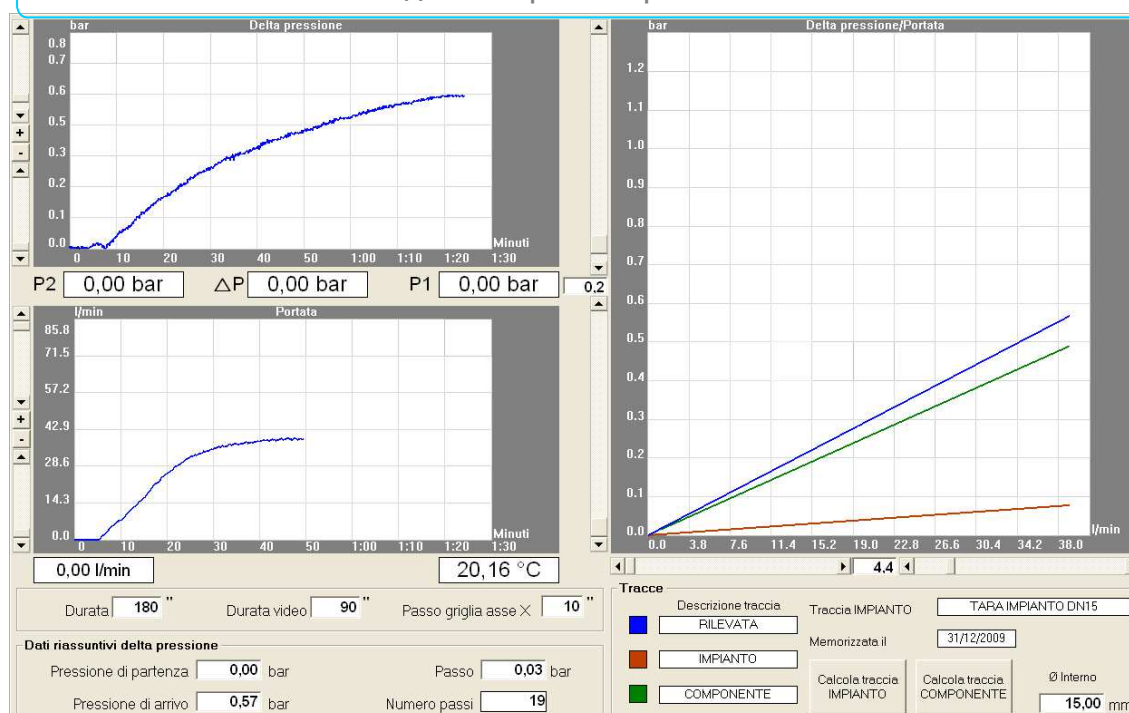 bar Delta pressione
0.8
0.7
0.6
0.5
0.3
0.2
0.1
0.0
Minuti
0 10 20 30 40 50 1:00 1:10 1:20 1:30
P2 0,00 bar △P 0,00 bar P1 0,00 bar 0,2
l/min Portata
85.8
71.5
57.2
42.9
28.6
14.3
0.0
Minuti
0 10 20 30 40 50 1:00 1:10 1:20 1:30
0,00 l/min 20,16 °C
Durata 180 " Durata video 90 " Passo griglia asse X 10 "
Dati riassuntivi delta pressione
Pressione di partenza 0,00 bar Passo 0,03 bar
Pressione di arrivo 0,57 bar Numero passi 19
bar Delta pressione/Portata
1.2
1.1
1.0
0.9
0.8
0.7
0.6
0.5
0.4
0.3
0.2
0.1
0.0
l/min
0.0 3.8 7.6 11.4 15.2 19.0 22.8 26.6 30.4 34.2 38.0
4,4
Tracce
Descrizione traccia
RILEVATA
IMPIANTO
COMPONENTE
Traccia IMPIANTO TARA IMPIANTO DN15
Memorizzata il 31/12/2009
Calcola traccia
IMPIANTO
Calcola traccia
COMPONENTE
Ø Interno
15,00 mm
+
-
+
-